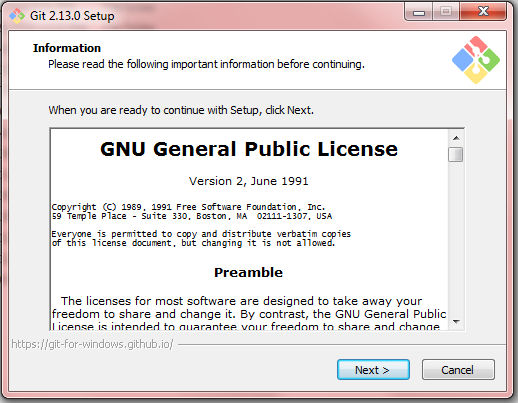 Git 2.13.0 Setup
Information
Please read the following important information before continuing.
When you are ready to continue with Setup, click Next.
GNU General Public License
Version 2, June 1991
Copyright (C) 1989, 1991 Free Software Foundation, Inc.
59 Temple Place - Suite 330, Boston, MA  02111-1307, USA
Everyone is permitted to copy and distribute verbatim copies
of this license document, but changing it is not allowed.
Preamble
The licenses for most software are designed to take away your
freedom to share and change it. By contrast, the GNU General Public
License is intended to guarantee your freedom to share and change
https://git-for-windows.github.io/
Next >
Cancel